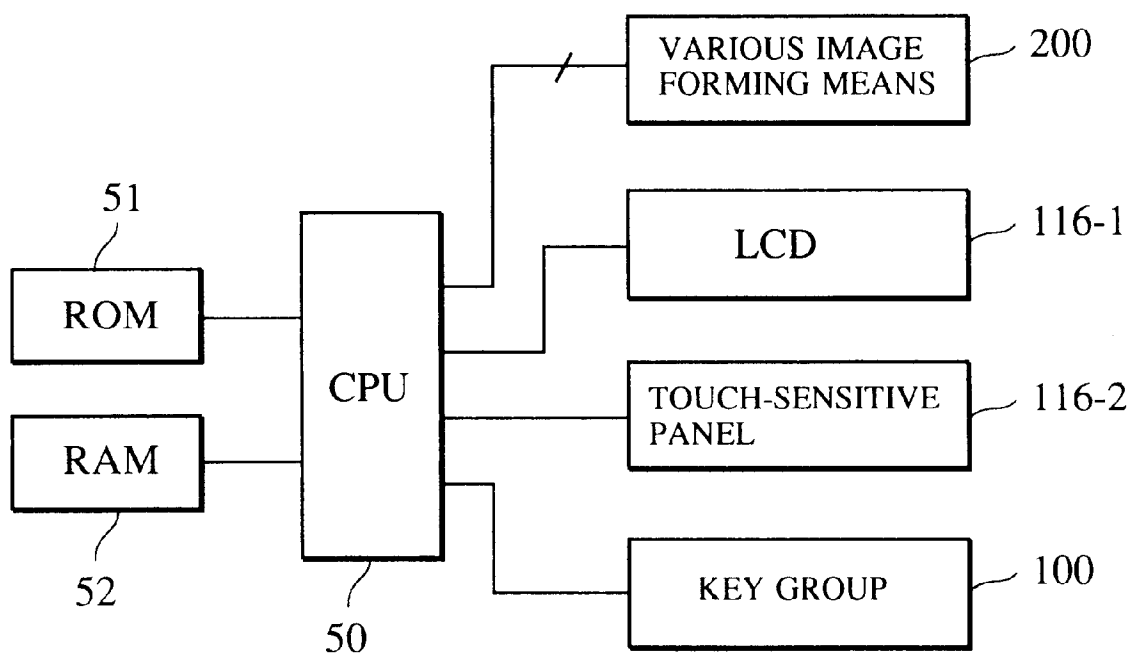 VARIOUS IMAGE
FORMING MEANS
200
51
116-1
LCD
ROM
CPU
TOUCH-SENSITIVE
PANEL
116-2
RAM
52
50
KEY GROUP
100